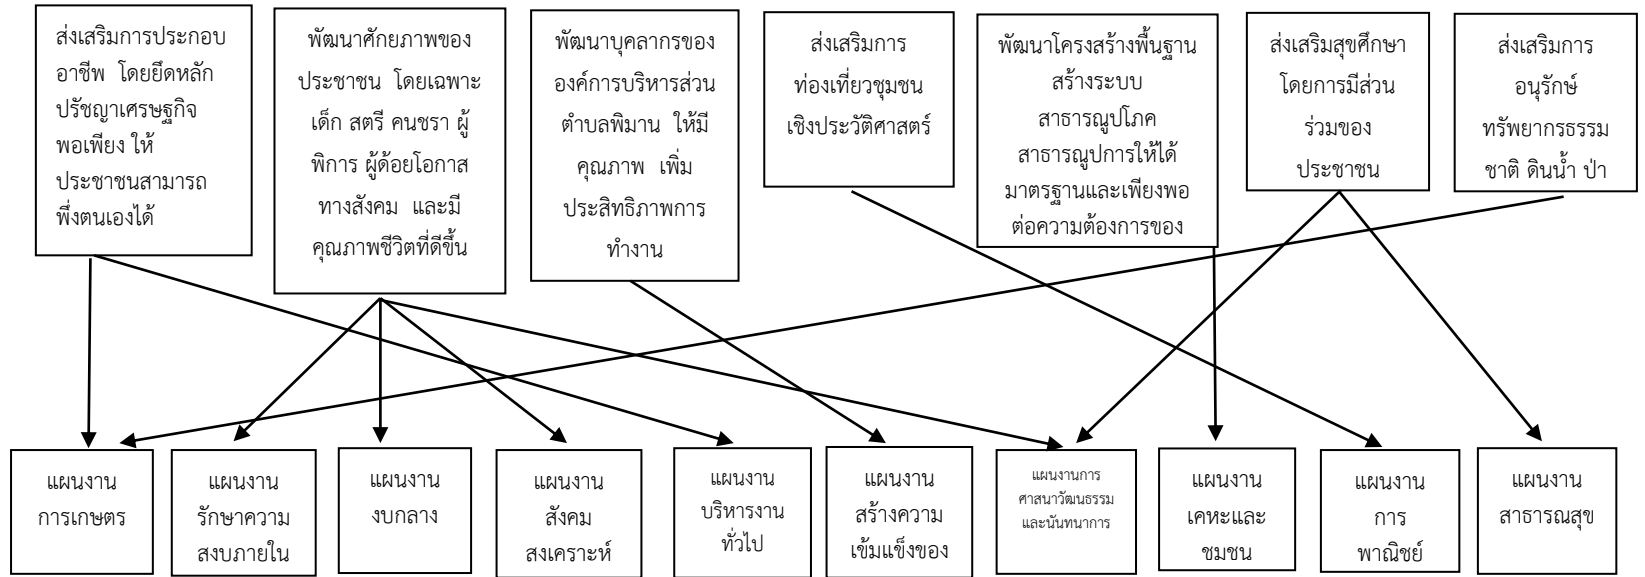 ส่งเสริมการประกอบ
อาชีพ โดยยึดหลัก
ปรัชญาเศรษฐกิจ
พอเพียง ให้
ประชาชนสามารถ
พึ่งตนเองได้
พัฒนาศักยภาพของ
ประชาชน โดยเฉพาะ
เด็ก สตรี คนชรา ผู้
พิการ ผู้ด้อยโอกาส
ทางสังคม และมี
คุณภาพชีวิตที่ดีขึ้น
พัฒนาบุคลากรของ
องค์การบริหารส่วน
ตำบลพิมาน ให้มี
คุณภาพ เพิ่ม
ประสิทธิภาพการ
ทำงาน
ส่งเสริมการ
ท่องเที่ยวชุมชน
เชิงประวัติศาสตร์
พัฒนาโครงสร้างพื้นฐาน
สร้างระบบ
สาธารณูปโภค
สาธารณูปการให้ได้
มาตรฐานและเพียงพอ
ต่อความต้องการของ
ส่งเสริมสุขศึกษา
โดยการมีส่วน
ร่วมของ
ประชาชน
ส่งเสริมการ
อนุรักษ์
ทรัพยากรธรรม
ชาติ ดินน้ำ ป่า
แผนงาน
การเกษตร
แผนงาน
รักษาความ
สงบภายใน
แผนงาน
งบกลาง
แผนงาน
สังคม
สงเคราะห์
แผนงาน
บริหารงาน
ทั่วไป
แผนงาน
สร้างความ
เข้มแข็งของ
แผนงานการ
ศาสนาวัฒนธรรม
และนันทนาการ
แผนงาน
เคหะและ
ชุมชน
แผนงาน
การ
พาณิชย์
แผนงาน
สาธารณสุข